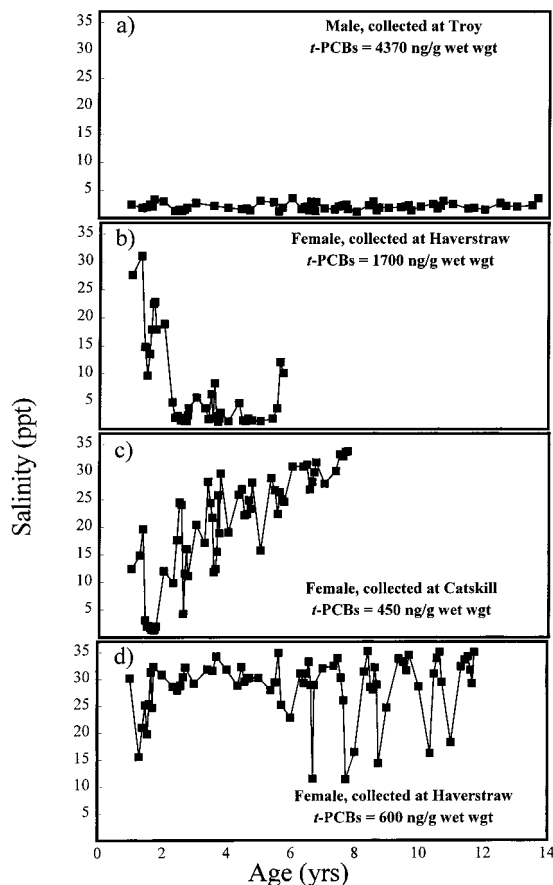 a)
Male, collected at Troy
t-PCBs = 4370 ng/g wet wgt
35
30
25
20
15
10
5
b)
Female, collected at Haverstraw
t-PCBs = 1700 ng/g wet wgt
35
30
25
20
15
10
5
Salinity (ppt)
c)
35
30
25
20
15
10
5
Female, collected at Catskill
t-PCBs = 450 ng/g wet wgt
d)
35
30
25
20
15
10
5
Female, collected at Haverstraw
t-PCBs = 600 ng/g wet wgt
0 2 4 6 8 10 12 14
Age (yrs)